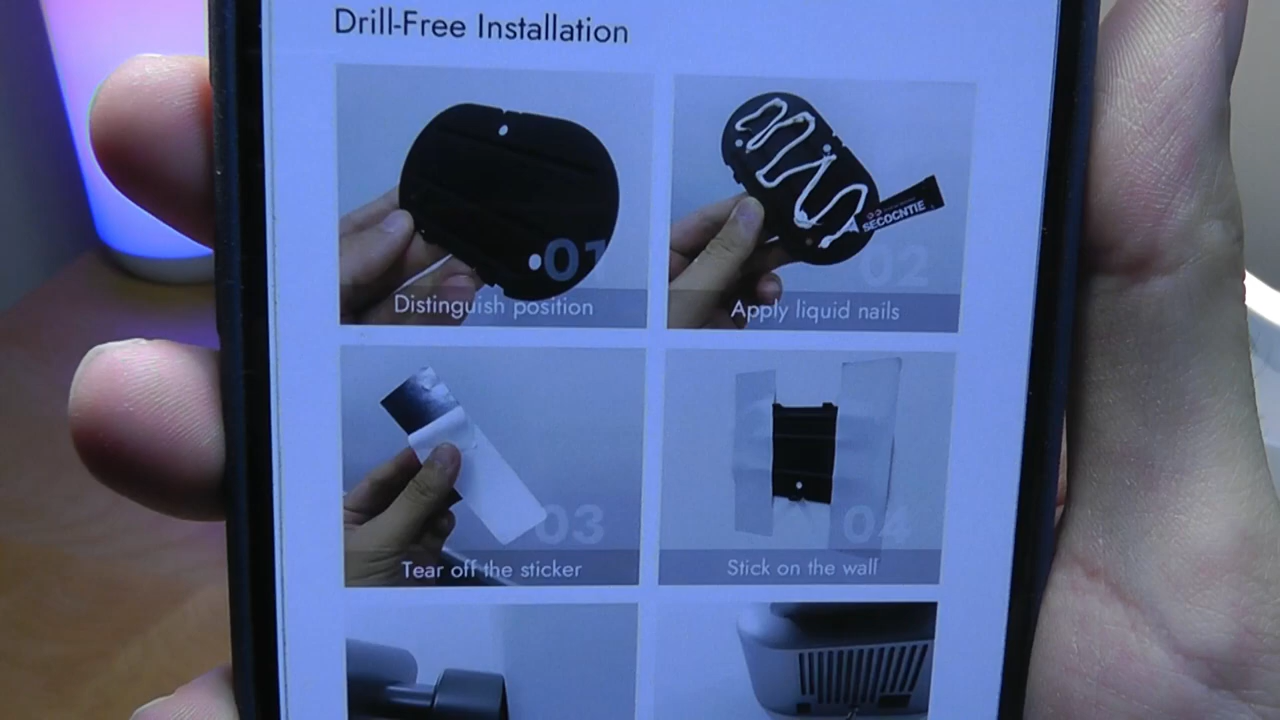 Drill-Free Installation
01
Distinguish position
SECOCNTIE
02
Apply liquid nails
03
Tear off the sticker
04
Stick on the wall